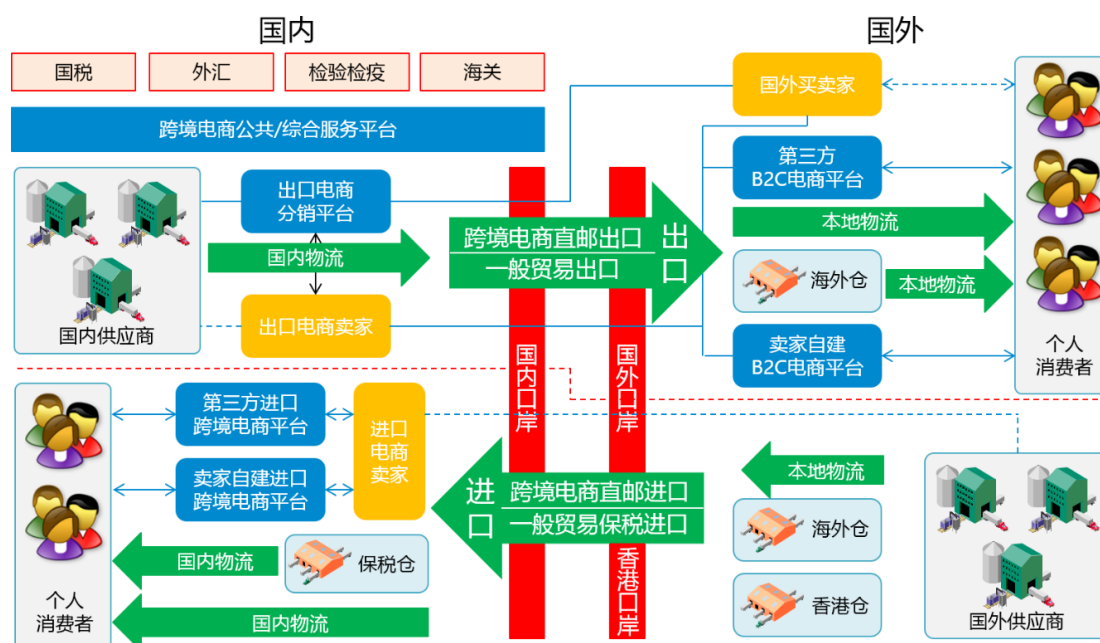 国内
国外
国税
外汇
检验检疫
海关
跨境电商公共/综合服务平台
国内供应商
出口电商
分销平台
国内物流
出口电商卖家
跨境电商直邮出口
一般贸易出口
出口
国外买卖家
第三方
B2C电商平台
本地物流
海外仓
本地物流
卖家自建
B2C电商平台
个人
消费者
国内口岸
国外口岸
香港口岸
个人
消费者
第三方进口
跨境电商平台
卖家自建进口
跨境电商平台
进口
电商
卖家
进口
跨境电商直邮进口
一般贸易保税进口
国内物流
保税仓
国内物流
本地物流
海外仓
香港仓
国外供应商